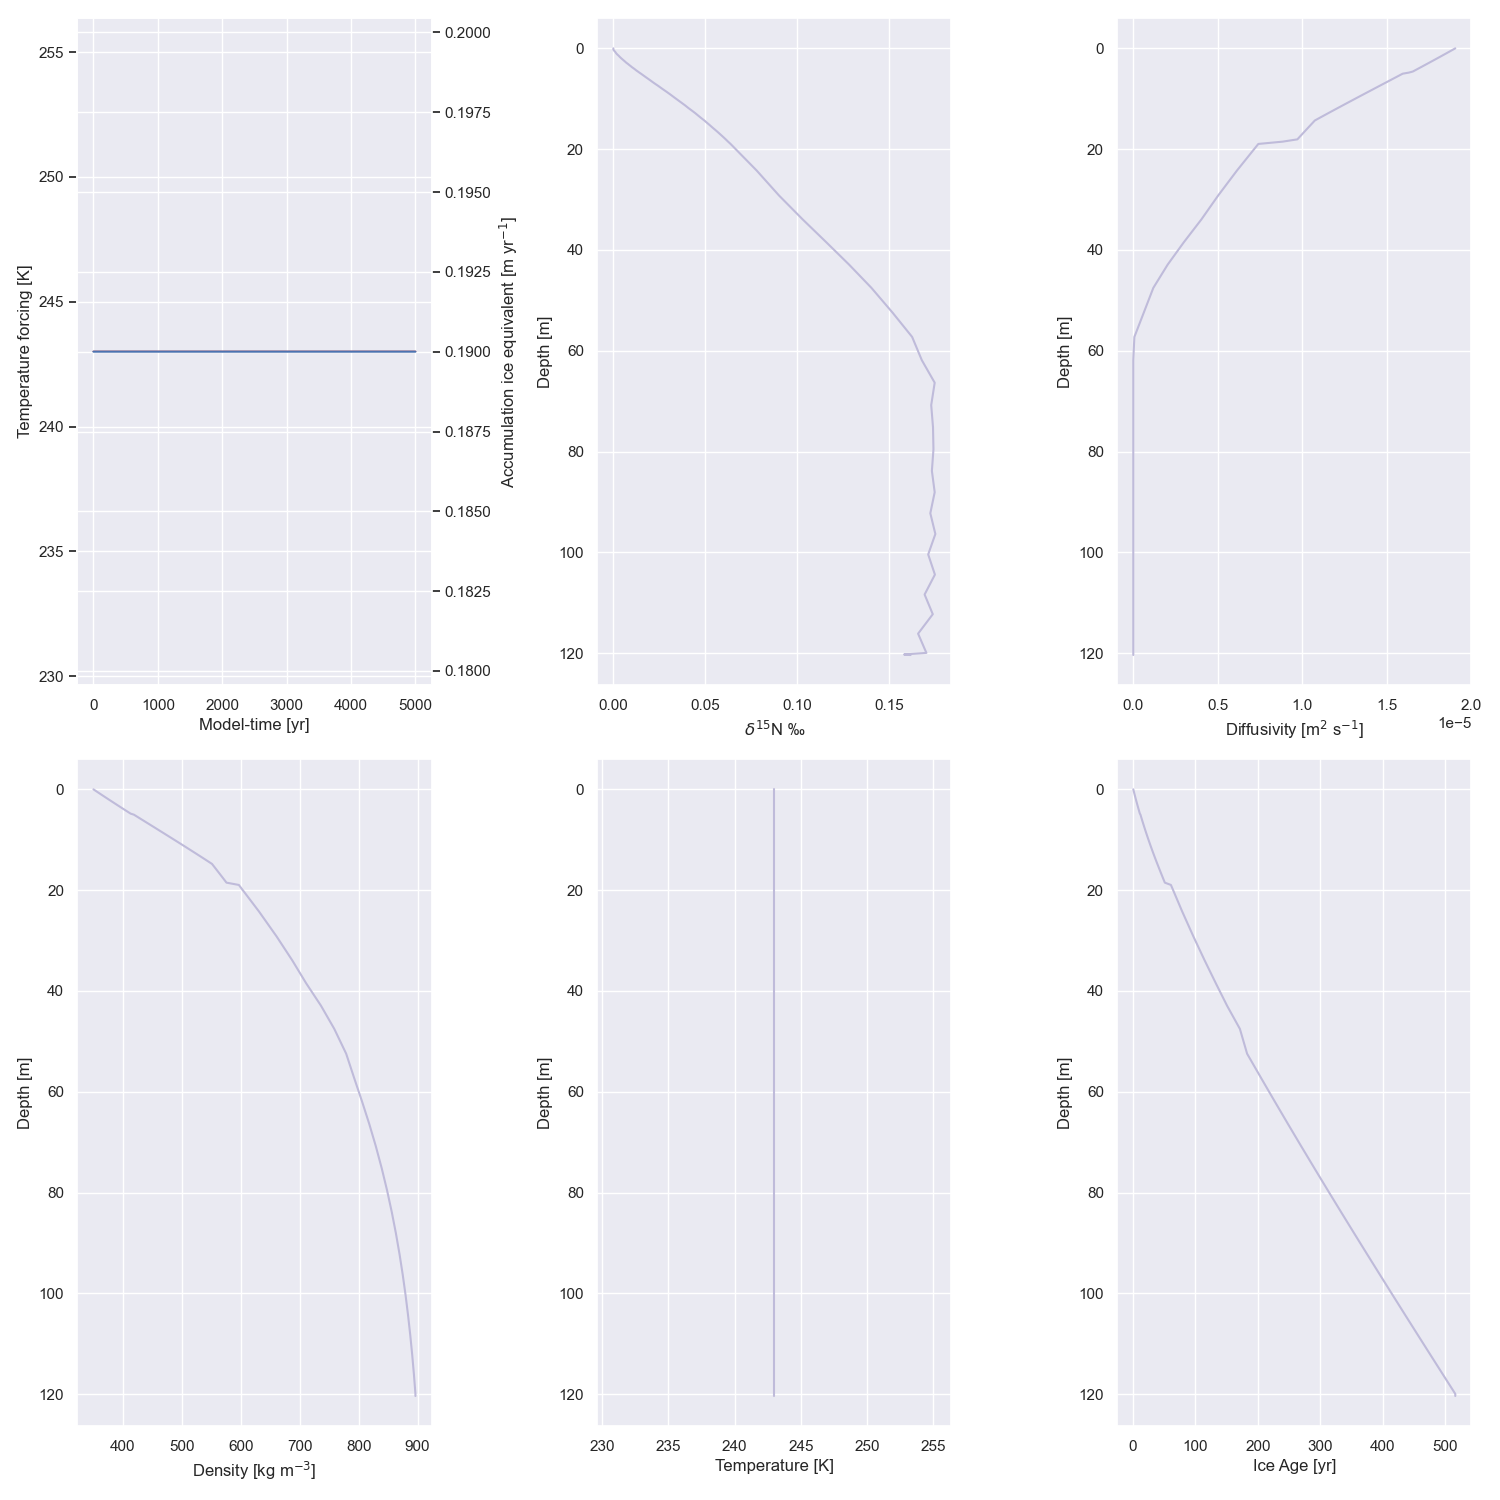 255
250
245
240
235
230
Temperature forcing [K]
0 1000 2000 3000 4000 5000
Model-time [yr]
0.2000
0.1975
0.1950
0.1925
0.1900
0.1875
0.1850
0.1825
0.1800
Accumulation ice equivalent [m yr⁻¹]
0
20
40
60
80
100
120
Depth [m]
0.00 0.05 0.10 0.15
δ¹⁵N ‰
0
20
40
60
80
100
120
Depth [m]
0.0 0.5 1.0 1.5 2.0
1e−5
Diffusivity [m² s⁻¹]
0
20
40
60
80
100
120
Depth [m]
400 500 600 700 800 900
Density [kg m⁻³]
0
20
40
60
80
100
120
Depth [m]
230 235 240 245 250 255
Temperature [K]
0
20
40
60
80
100
120
Depth [m]
0 100 200 300 400 500
Ice Age [yr]